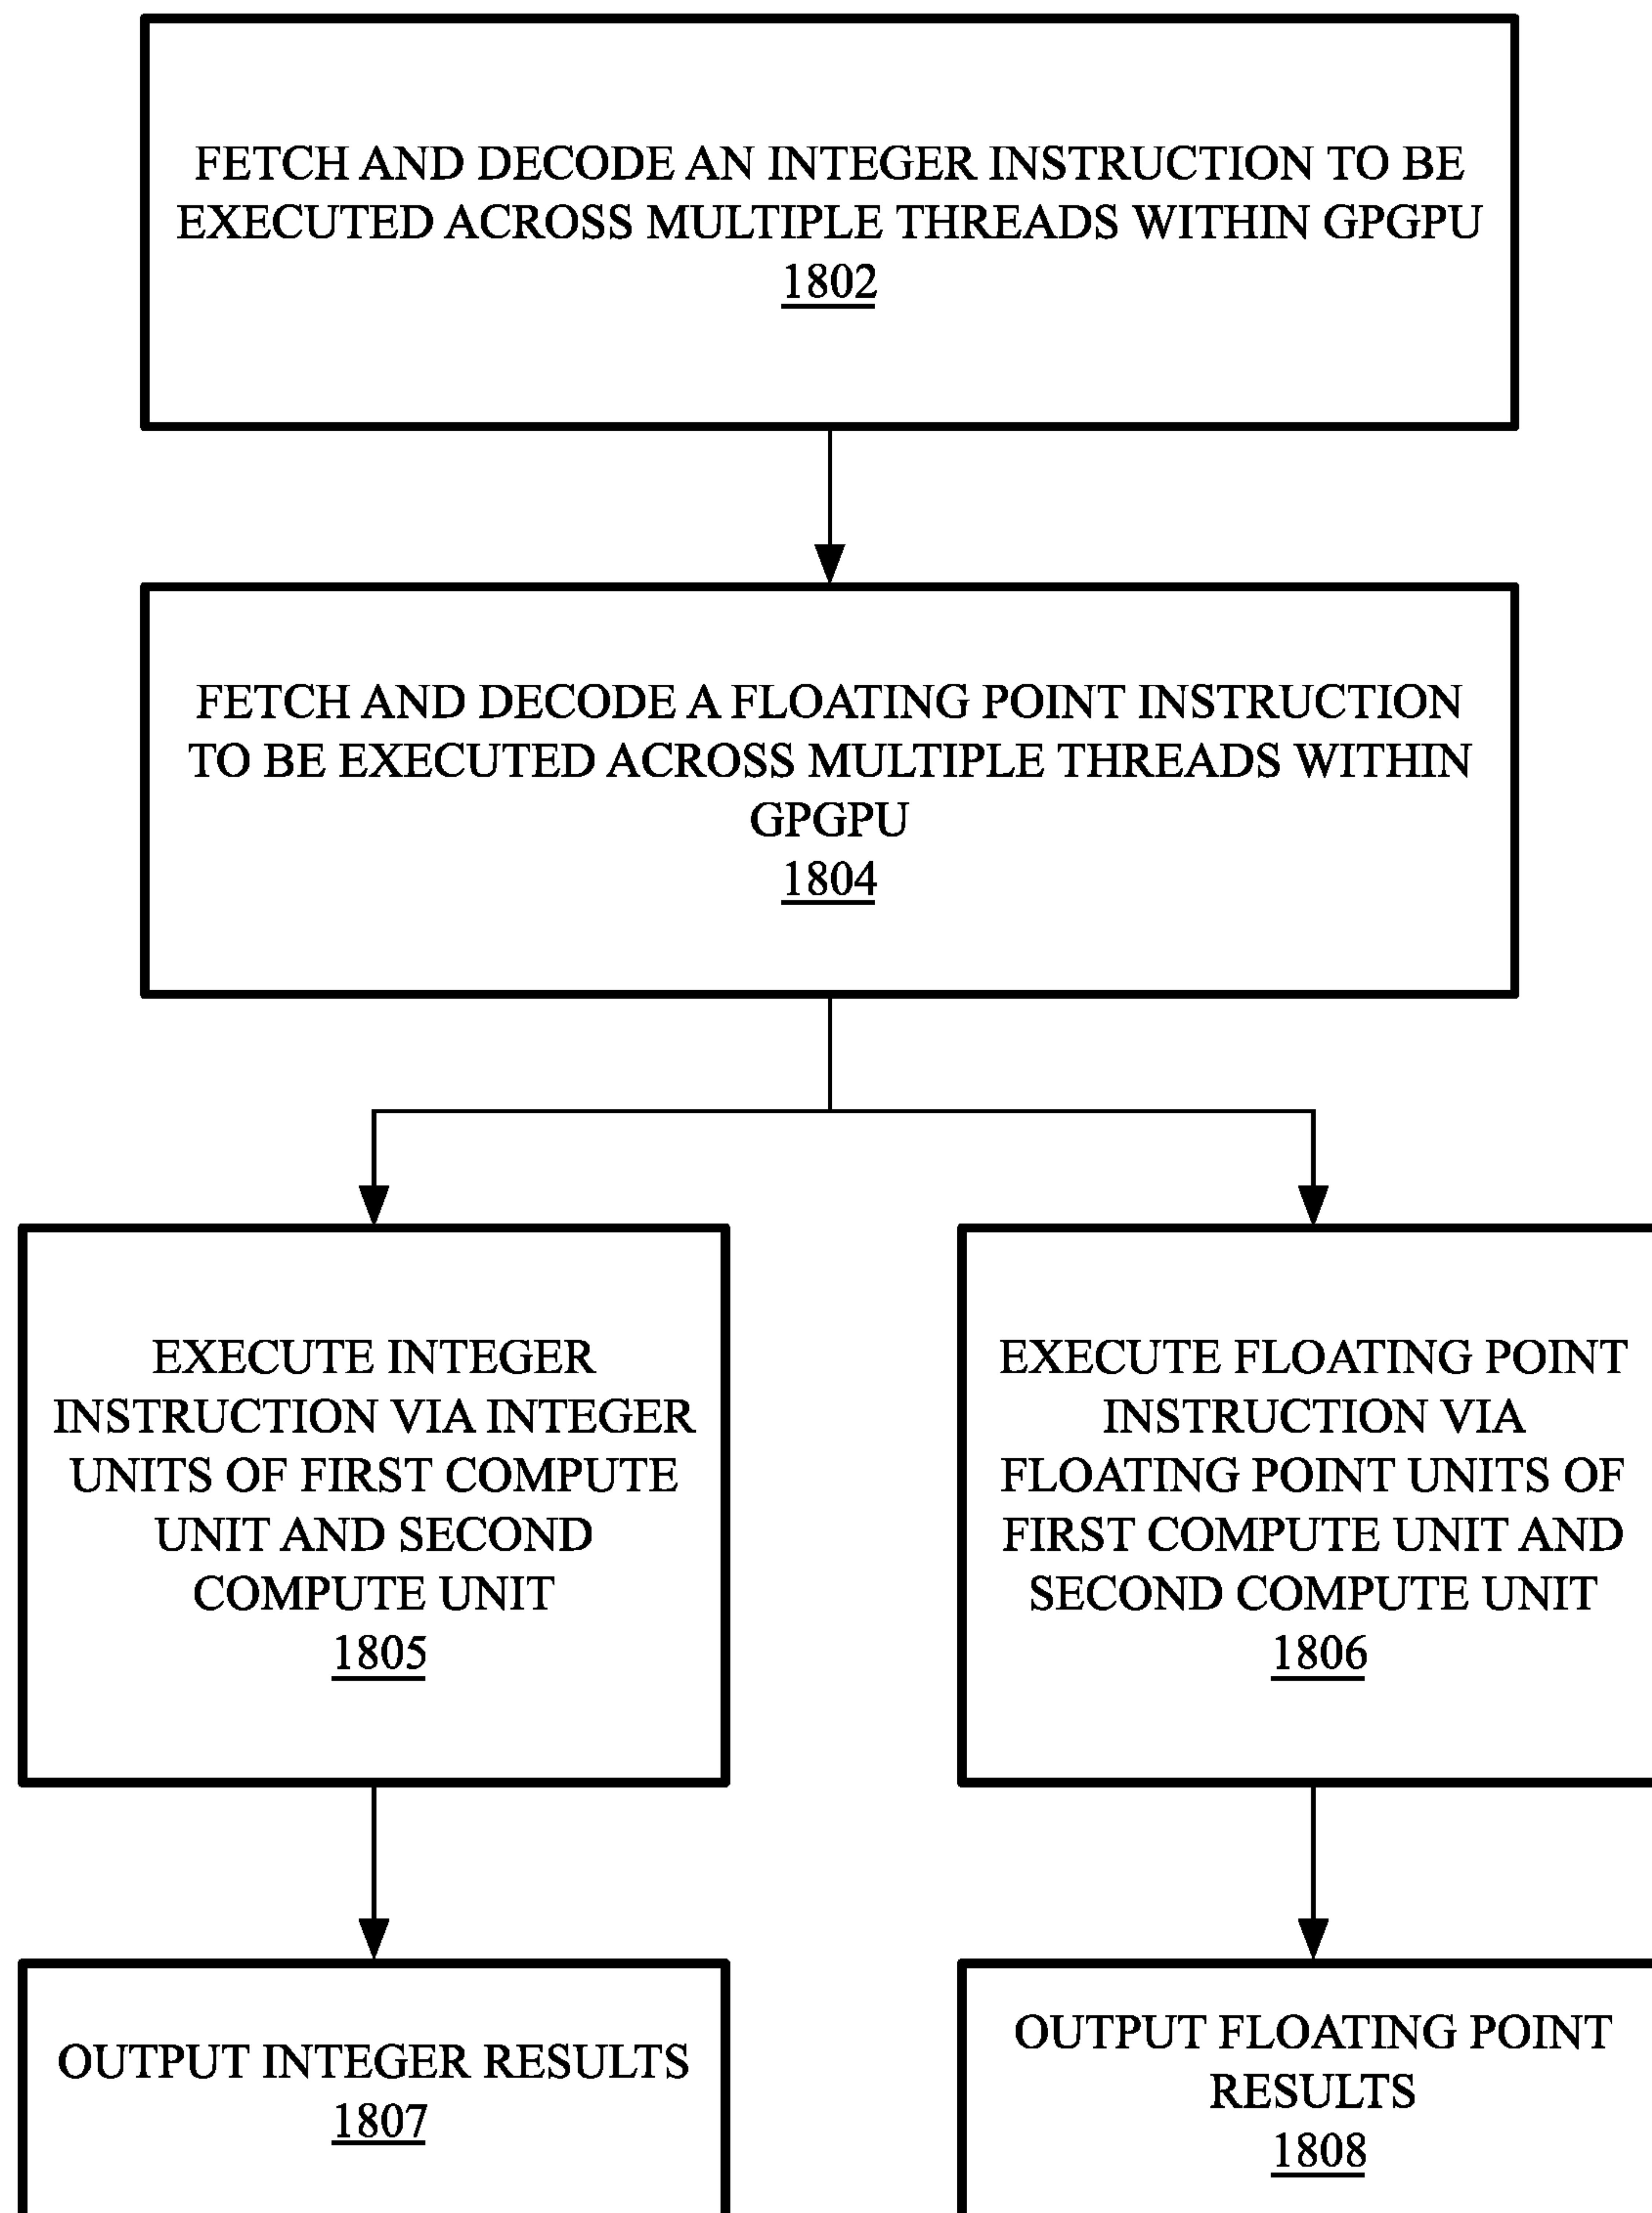 FETCH AND DECODE AN INTEGER INSTRUCTION TO BE
EXECUTED ACROSS MULTIPLE THREADS WITHIN GPGPU
1802
FETCH AND DECODE A FLOATING POINT INSTRUCTION
TO BE EXECUTED ACROSS MULTIPLE THREADS WITHIN
GPGPU
1804
EXECUTE INTEGER
INSTRUCTION VIA INTEGER
UNITS OF FIRST COMPUTE
UNIT AND SECOND
COMPUTE UNIT
1805
EXECUTE FLOATING POINT
INSTRUCTION VIA
FLOATING POINT UNITS OF
FIRST COMPUTE UNIT AND
SECOND COMPUTE UNIT
1806
OUTPUT INTEGER RESULTS
1807
OUTPUT FLOATING POINT
RESULTS
1808